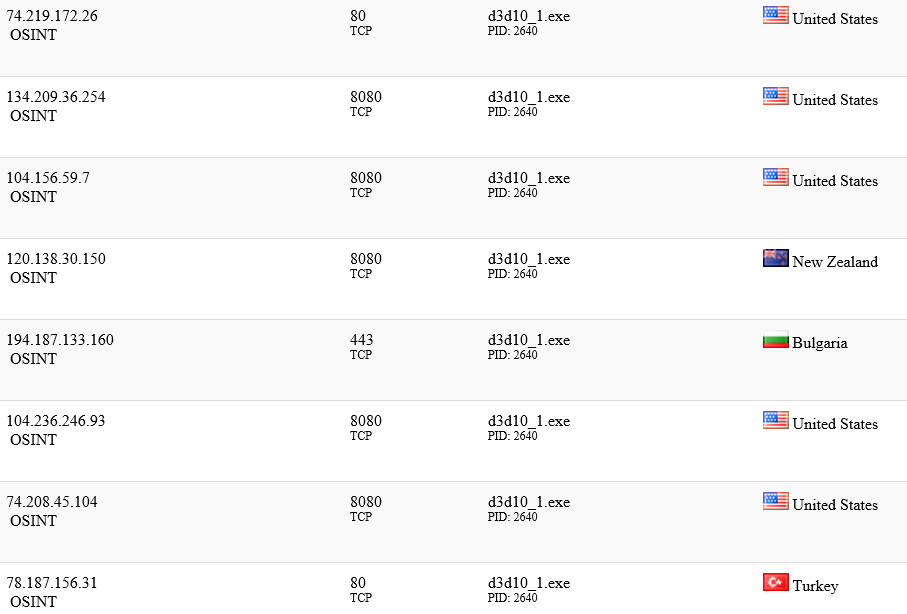 74.219.172.26 80 d3d10_1.exe United States
OSINT TCP PID: 2640
134.209.36.254 8080 d3d10_1.exe United States
OSINT TCP PID: 2640
104.156.59.7 8080 d3d10_1.exe United States
OSINT TCP PID: 2640
120.138.30.150 8080 d3d10_1.exe New Zealand
OSINT TCP PID: 2640
194.187.133.160 443 d3d10_1.exe Bulgaria
OSINT TCP PID: 2640
104.236.246.93 8080 d3d10_1.exe United States
OSINT TCP PID: 2640
74.208.45.104 8080 d3d10_1.exe United States
OSINT TCP PID: 2640
78.187.156.31 80 d3d10_1.exe Turkey
OSINT TCP PID: 2640